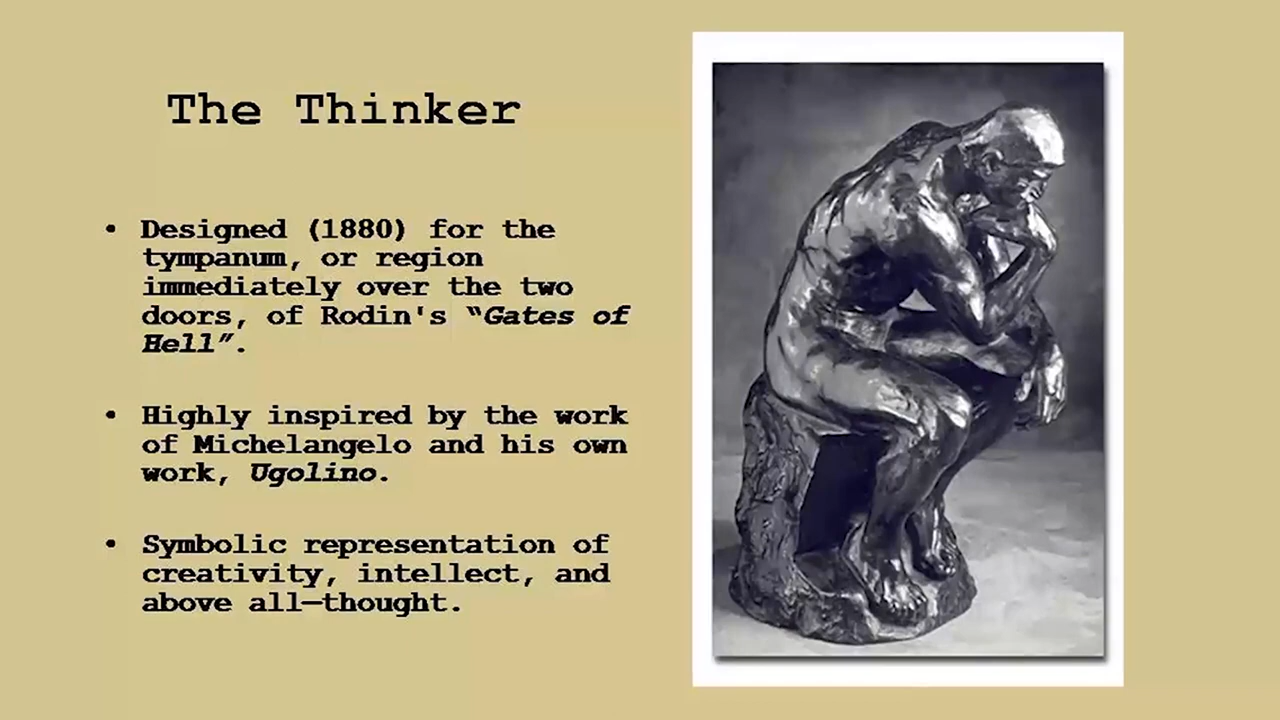 The Thinker
• Designed (1880) for the
tympanum, or region
immediately over the two
doors, of Rodin's “Gates of
Hell”.
• Highly inspired by the work
of Michelangelo and his own
work, Ugolino.
• Symbolic representation of
creativity, intellect, and
above all—thought.